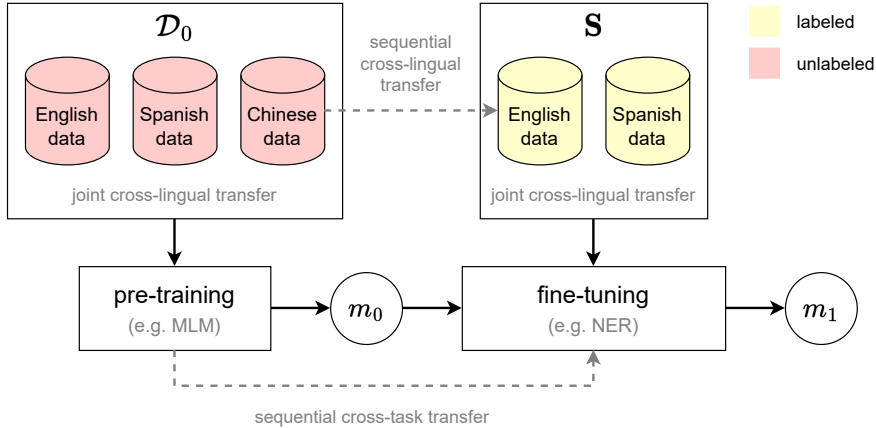 𝒟₀
English
data
Spanish
data
Chinese
data
joint cross-lingual transfer
sequential
cross-lingual
transfer
S
English
data
Spanish
data
joint cross-lingual transfer
labeled
unlabeled
pre-training
(e.g. MLM)
m₀
fine-tuning
(e.g. NER)
m₁
sequential cross-task transfer